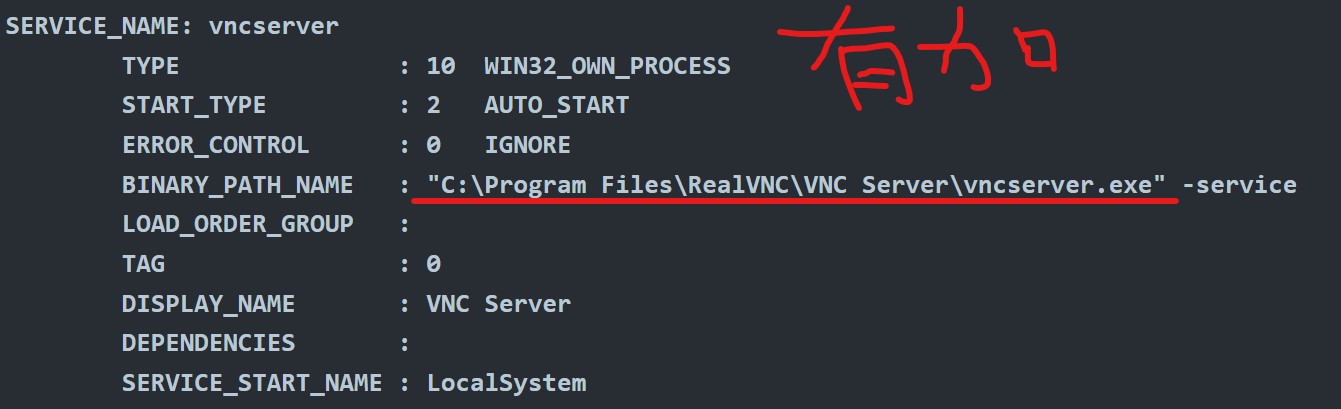 SERVICE_NAME: vncserver
有加
TYPE : 10 WIN32_OWN_PROCESS
START_TYPE : 2 AUTO_START
ERROR_CONTROL : 0 IGNORE
BINARY_PATH_NAME : "C:\Program Files\RealVNC\VNC Server\vncserver.exe" -service
LOAD_ORDER_GROUP :
TAG : 0
DISPLAY_NAME : VNC Server
DEPENDENCIES :
SERVICE_START_NAME : LocalSystem